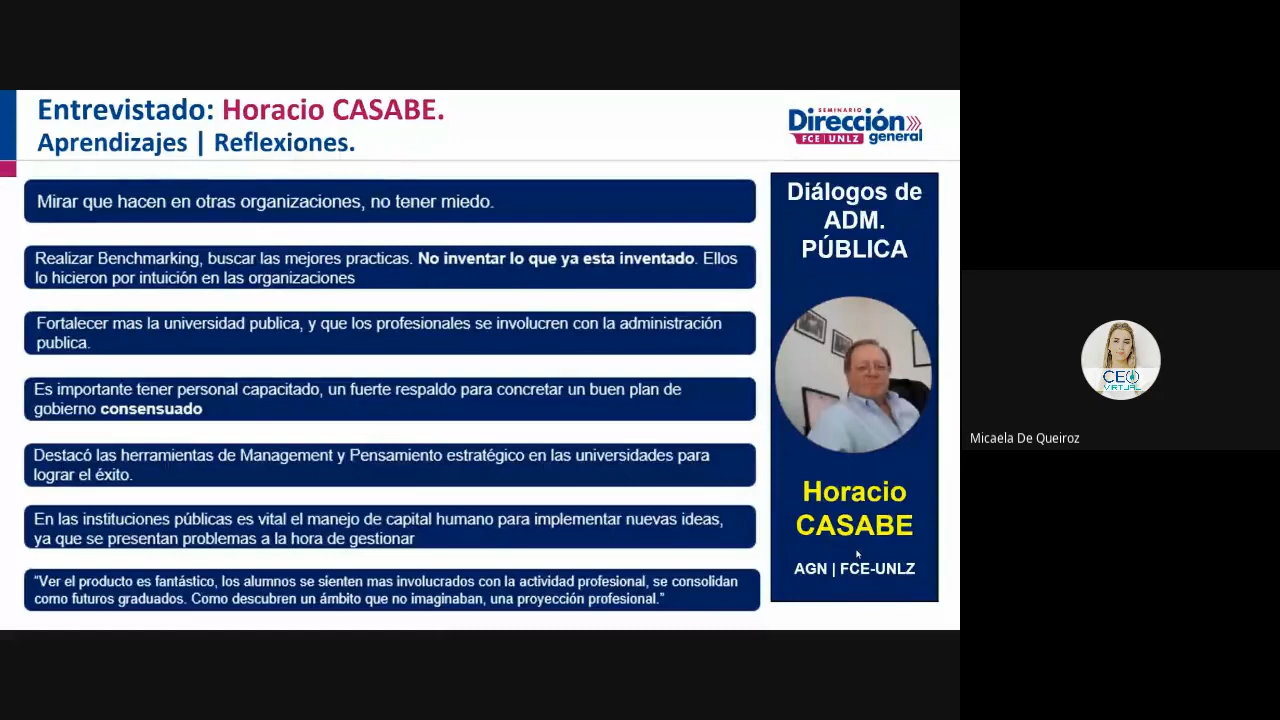 Entrevistado: Horacio CASABE.
Aprendizajes | Reflexiones.
SEMINARIO
Dirección
FCE | UNLZ general
Mirar que hacen en otras organizaciones, no tener miedo.
Realizar Benchmarking, buscar las mejores practicas. No inventar lo que ya esta inventado. Ellos
lo hicieron por intuición en las organizaciones
Fortalecer mas la universidad publica, y que los profesionales se involucren con la administración
publica.
Es importante tener personal capacitado, un fuerte respaldo para concretar un buen plan de
gobierno consensuado
Destacó las herramientas de Management y Pensamiento estratégico en las universidades para
lograr el éxito.
En las instituciones públicas es vital el manejo de capital humano para implementar nuevas ideas,
ya que se presentan problemas a la hora de gestionar
“Ver el producto es fantástico, los alumnos se sienten mas involucrados con la actividad profesional, se consolidan
como futuros graduados. Como descubren un ámbito que no imaginaban, una proyección profesional.”
Diálogos de
ADM.
PÚBLICA
Horacio
CASABE
AGN | FCE-UNLZ
CEO
VIRTUAL
Micaela De Queiroz